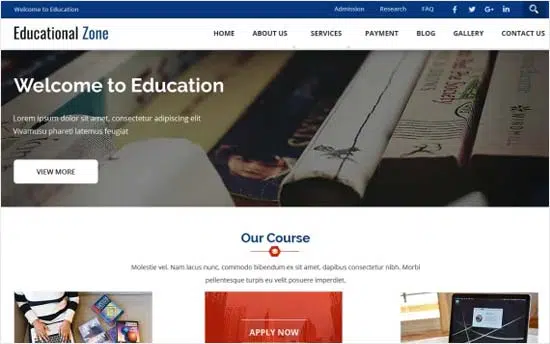 Welcome to Education
Admission Research FAQ
Educational Zone
HOME ABOUT US SERVICES PAYMENT BLOG GALLERY CONTACT US
Welcome to Education
Lorem ipsum dolor sit amet, consectetur adipiscing elit
Vivamusu phareti latemus feugiat
VIEW MORE
Our Course
Molestie vel. Nam lacus nunc, commodo bibendum ex sit amet, dapibus consectetur nibh. Morbi
pellentesque turpis eu velit posuere imperdiet.
APPLY NOW